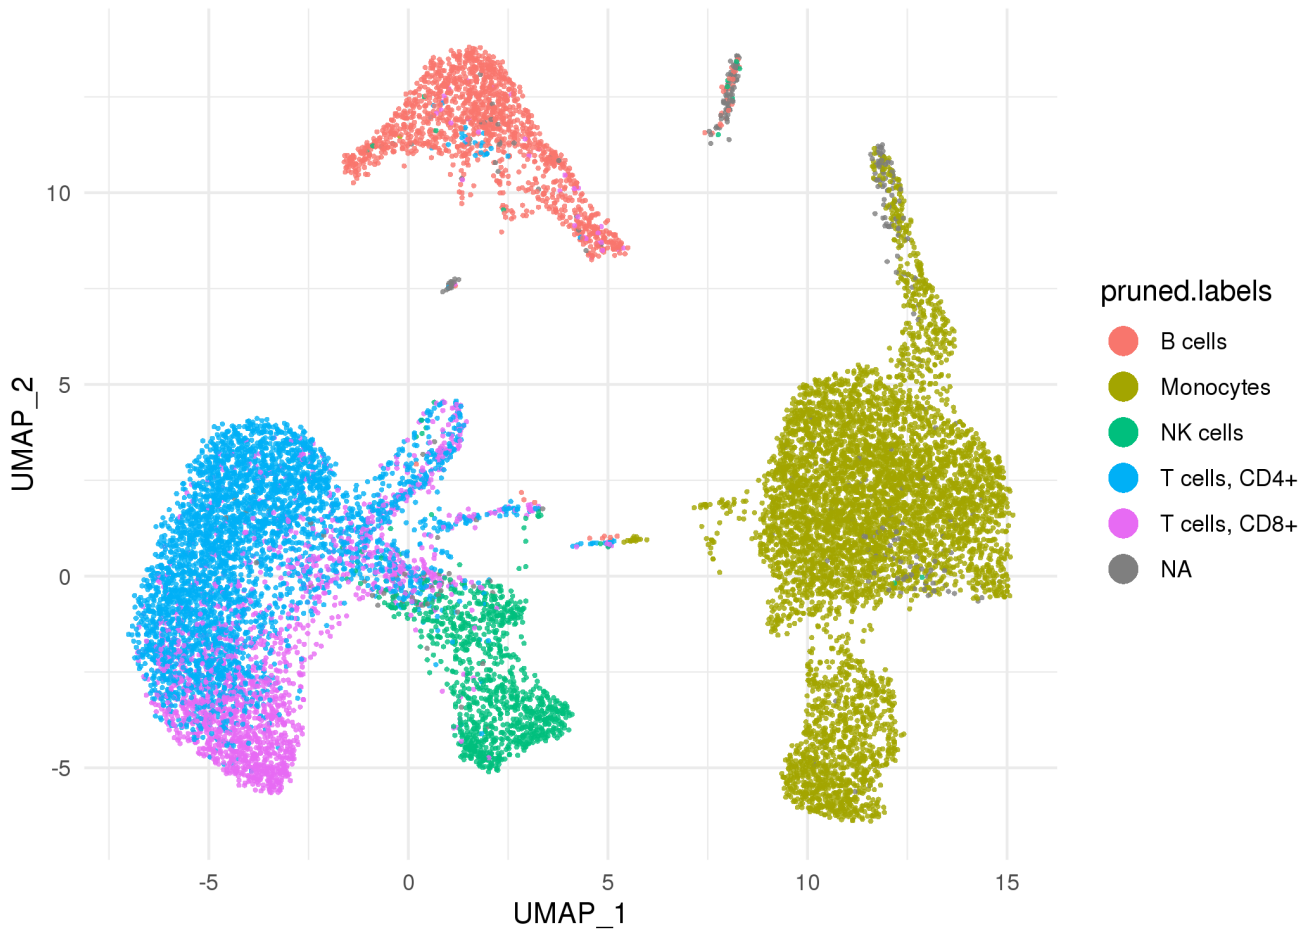 10
5
0
-5
-5
0
5
10
15
UMAP_1
UMAP_2
pruned.labels
B cells
Monocytes
NK cells
T cells, CD4+
T cells, CD8+
NA